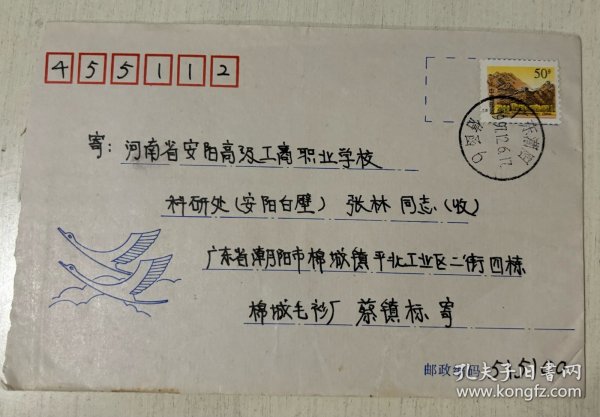 455112
50分
寄：河南省安阳高级工商职业学校
科研处（安阳白壁）张林同志（收）
广东省潮阳市棉城镇平北工业区二街四栋
棉城毛衫厂 蔡镇标 寄
邮政编码
孔夫子旧书网
www.kongfz.com